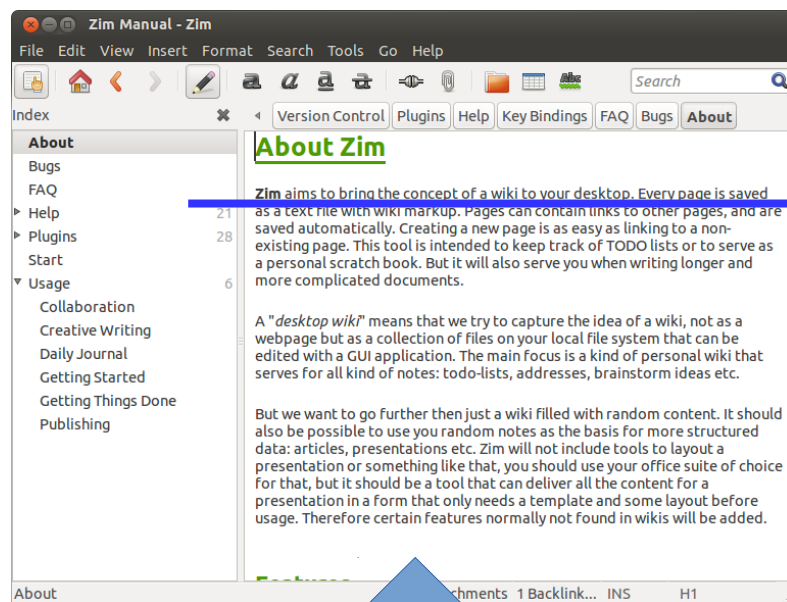 Zim Manual - Zim
File Edit View Insert Format Search Tools Go Help
a a a a Abc Search
Index
Version Control Plugins Help Key Bindings FAQ Bugs About
About
Bugs
FAQ
Help 21
Plugins 28
Start
Usage 6
Collaboration
Creative Writing
Daily Journal
Getting Started
Getting Things Done
Publishing
About Zim
Zim aims to bring the concept of a wiki to your desktop. Every page is saved
as a text file with wiki markup. Pages can contain links to other pages, and are
saved automatically. Creating a new page is as easy as linking to a non-
existing page. This tool is intended to keep track of TODO lists or to serve as
a personal scratch book. But it will also serve you when writing longer and
more complicated documents.
A "desktop wiki" means that we try to capture the idea of a wiki, not as a
webpage but as a collection of files on your local file system that can be
edited with a GUI application. The main focus is a kind of personal wiki that
serves for all kind of notes: todo-lists, addresses, brainstorm ideas etc.
But we want to go further then just a wiki filled with random content. It should
also be possible to use you random notes as the basis for more structured
data: articles, presentations etc. Zim will not include tools to layout a
presentation or something like that, you should use your office suite of choice
for that, but it should be a tool that can deliver all the content for a
presentation in a form that only needs a template and some layout before
usage. Therefore certain features normally not found in wikis will be added.
About 1 Backlink... INS H1